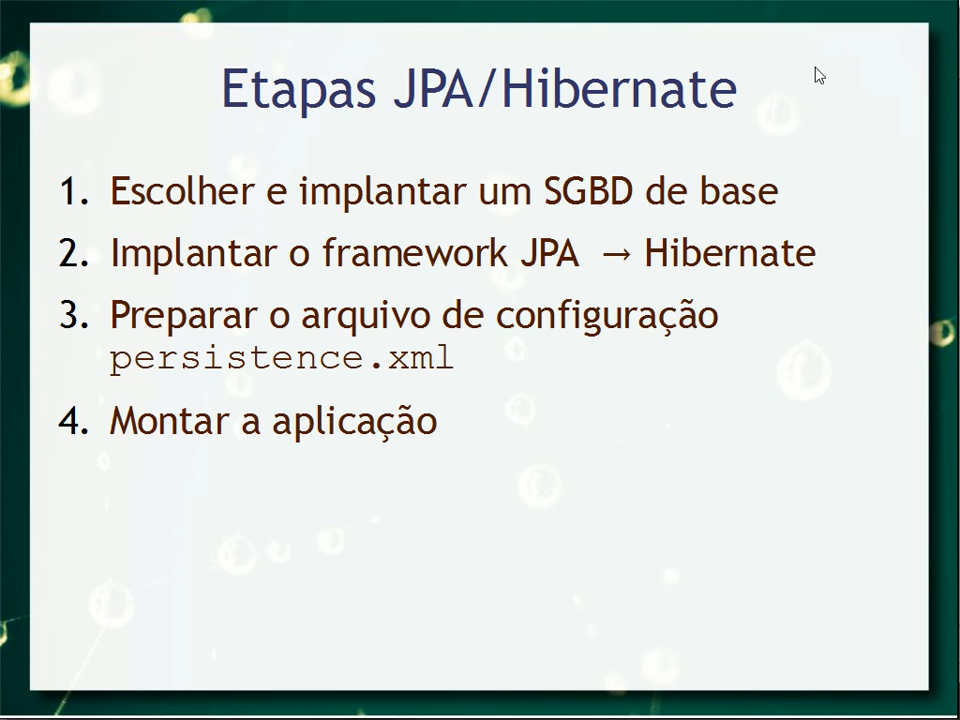 Etapas JPA/Hibernate
1. Escolher e implantar um SGBD de base
2. Implantar o framework JPA → Hibernate
3. Preparar o arquivo de configuração
persistence.xml
4. Montar a aplicação